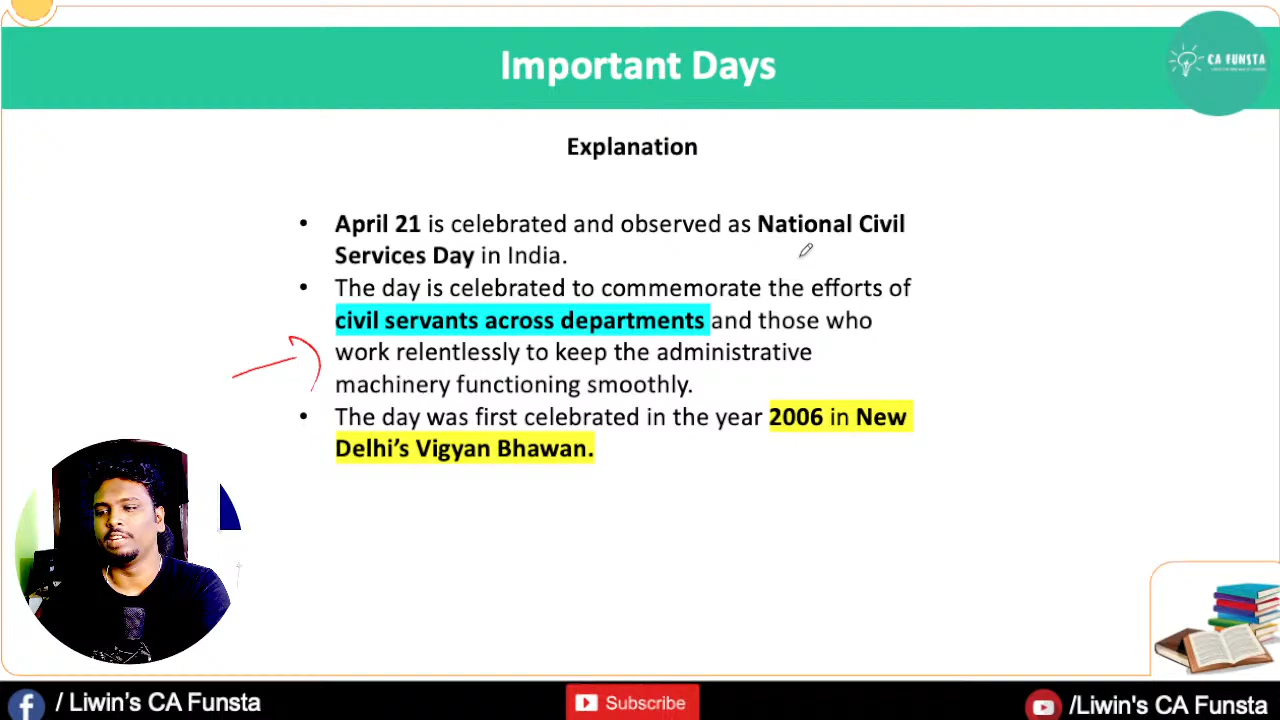 Important Days
CA FUNSTA
Explanation
• April 21 is celebrated and observed as National Civil
Services Day in India.
• The day is celebrated to commemorate the efforts of
civil servants across departments and those who
work relentlessly to keep the administrative
machinery functioning smoothly.
• The day was first celebrated in the year 2006 in New
Delhi’s Vigyan Bhawan.
/ Liwin’s CA Funsta
Subscribe
/Liwin's CA Funsta